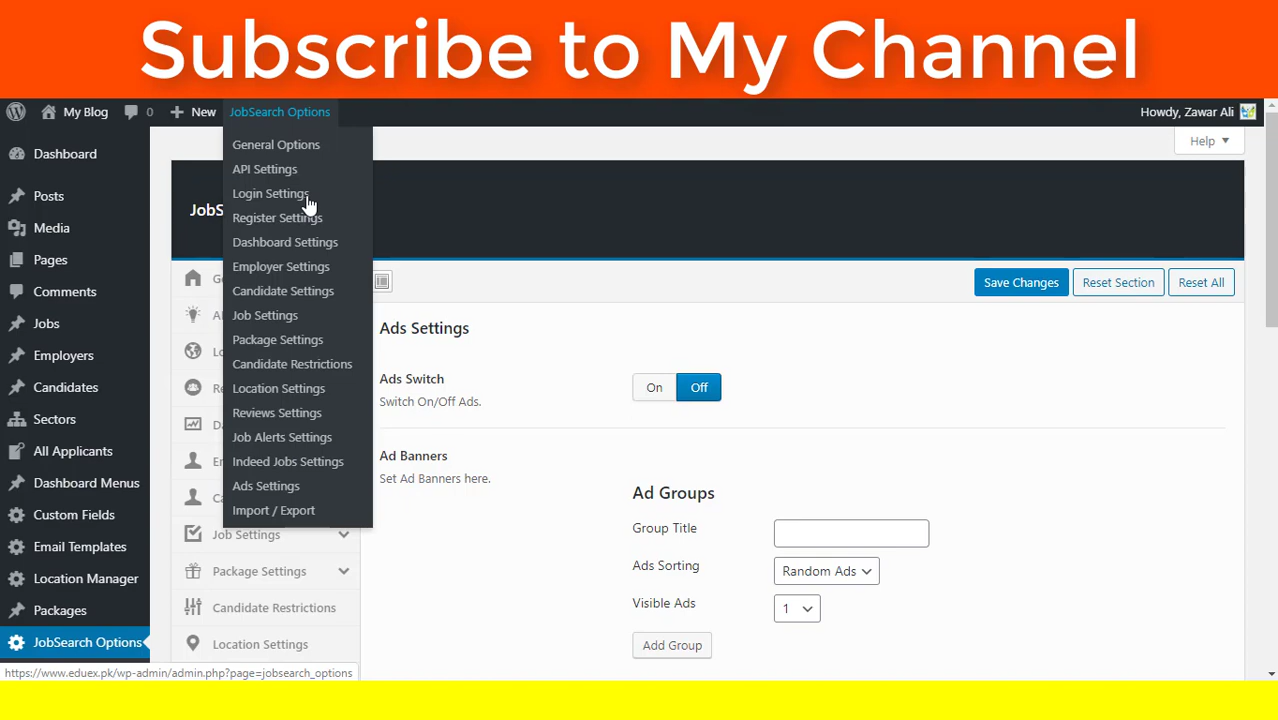 Subscribe to My Channel
My Blog 0 New JobSearch Options Howdy, Zawar Ali
Help
Dashboard
Posts
Media
Pages
Comments
Jobs
Employers
Candidates
Sectors
All Applicants
Dashboard Menus
Custom Fields
Email Templates
Location Manager
Packages
JobSearch Options
General Options
API Settings
Login Settings
Register Settings
Dashboard Settings
Employer Settings
Candidate Settings
Job Settings
Package Settings
Candidate Restrictions
Location Settings
Reviews Settings
Job Alerts Settings
Indeed Jobs Settings
Ads Settings
Import / Export
Job Settings
Package Settings
Candidate Restrictions
Location Settings
Save Changes Reset Section Reset All
Ads Settings
Ads Switch
Switch On/Off Ads.
On Off
Ad Banners
Set Ad Banners here.
Ad Groups
Group Title
Ads Sorting Random Ads
Visible Ads 1
Add Group
https://www.eduex.pk/wp-admin/admin.php?page=jobsearch_options